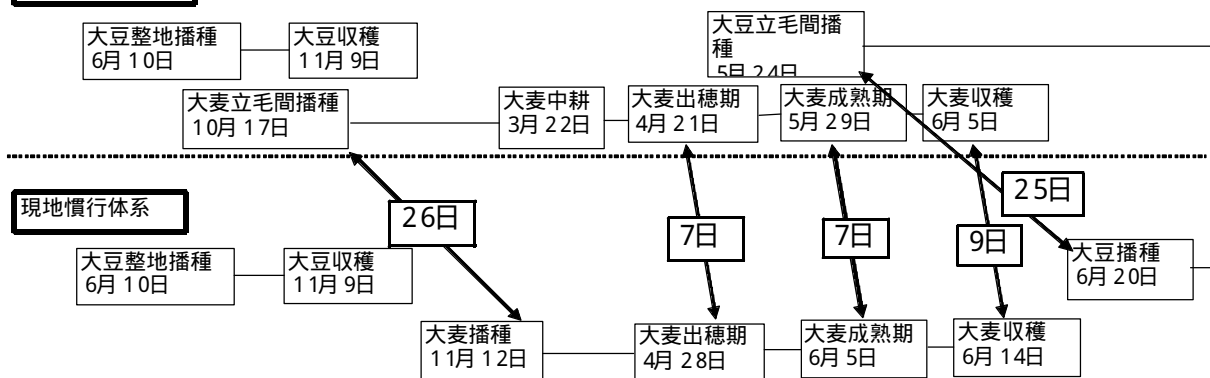 大豆整地播種
6月 10日
大豆収穫
11月 9日
大豆立毛間播
種
5月 24日
大麦立毛間播種
10月 17日
大麦中耕
3月 22日
大麦出穂期
4月 21日
大麦成熟期
5月 29日
大麦収穫
6月 5日
現地慣行体系
26日
7日
7日
9日
25日
大豆整地播種
6月 10日
大豆収穫
11月 9日
大豆播種
6月 20日
大麦播種
11月 12日
大麦出穂期
4月 28日
大麦成熟期
6月 5日
大麦収穫
6月 14日